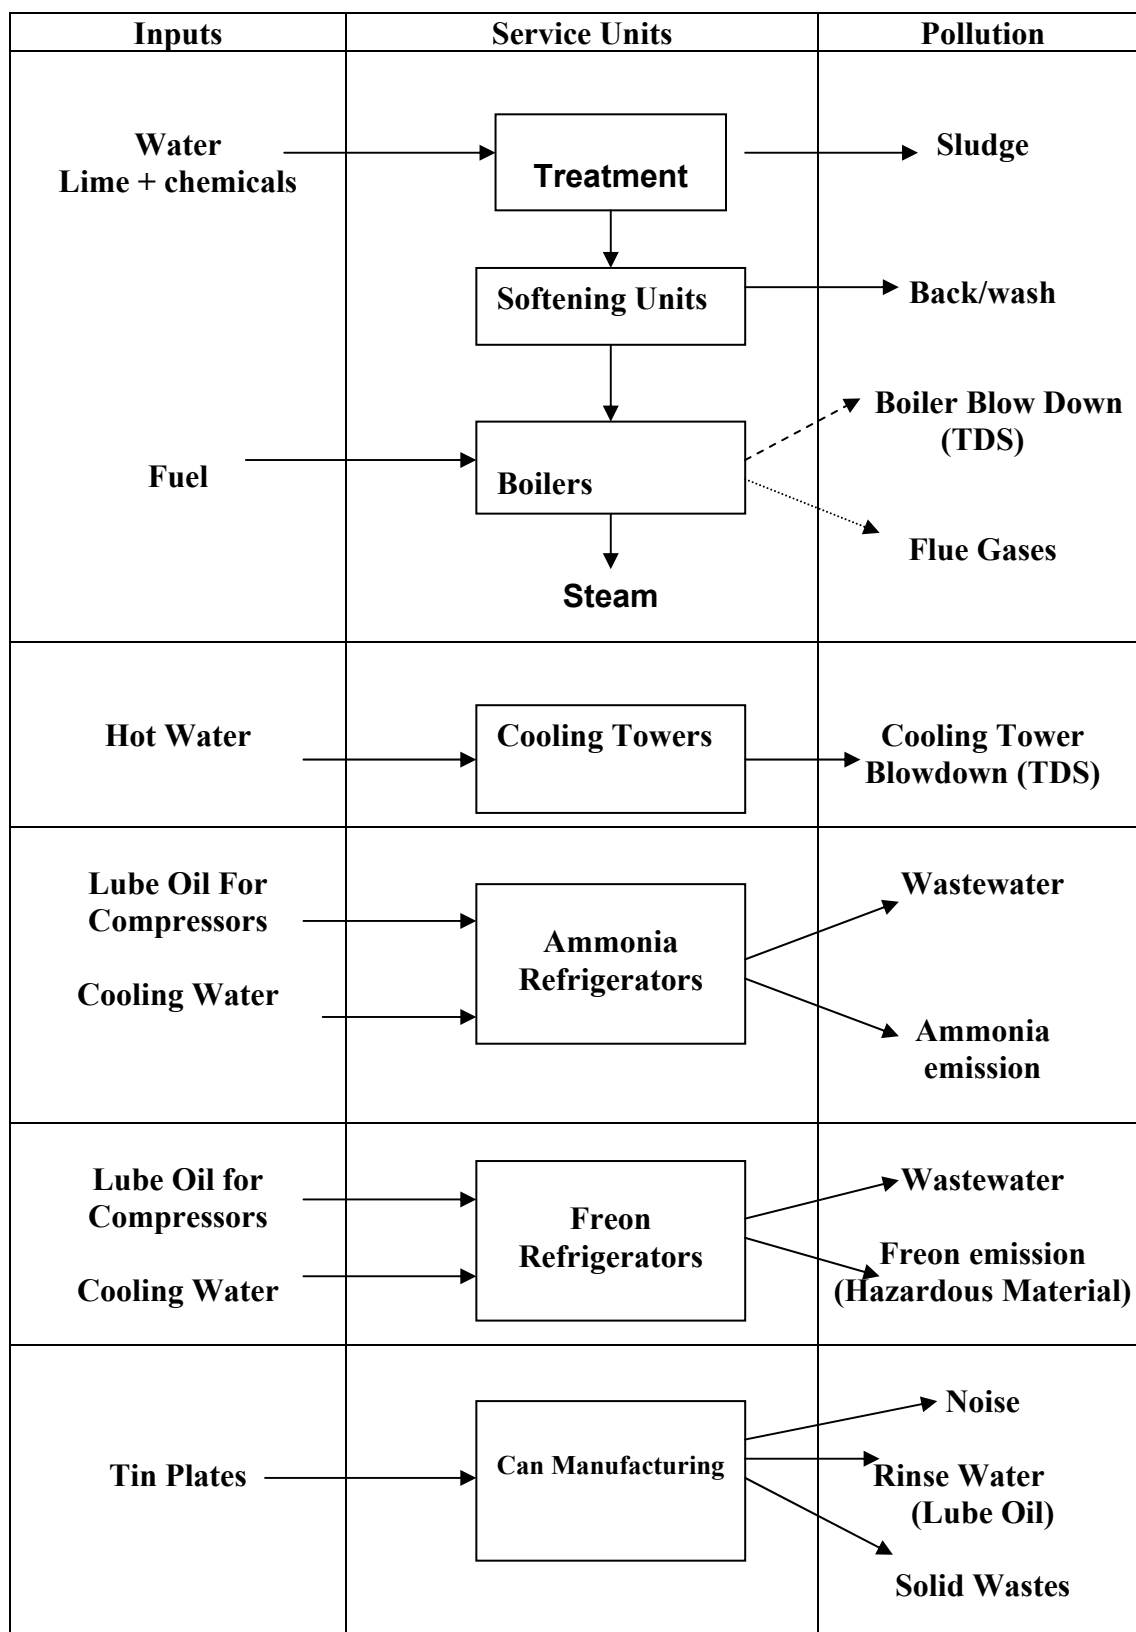 Inputs
Service Units
Pollution
Water
Lime + chemicals
Treatment
Sludge
Softening Units
Back/wash
Fuel
Boilers
Boiler Blow Down
(TDS)
Flue Gases
Steam
Hot Water
Cooling Towers
Cooling Tower
Blowdown (TDS)
Lube Oil For
Compressors
Cooling Water
Ammonia
Refrigerators
Wastewater
Ammonia
emission
Lube Oil for
Compressors
Cooling Water
Freon
Refrigerators
Wastewater
Freon emission
(Hazardous Material)
Tin Plates
Can Manufacturing
Noise
Rinse Water
(Lube Oil)
Solid Wastes